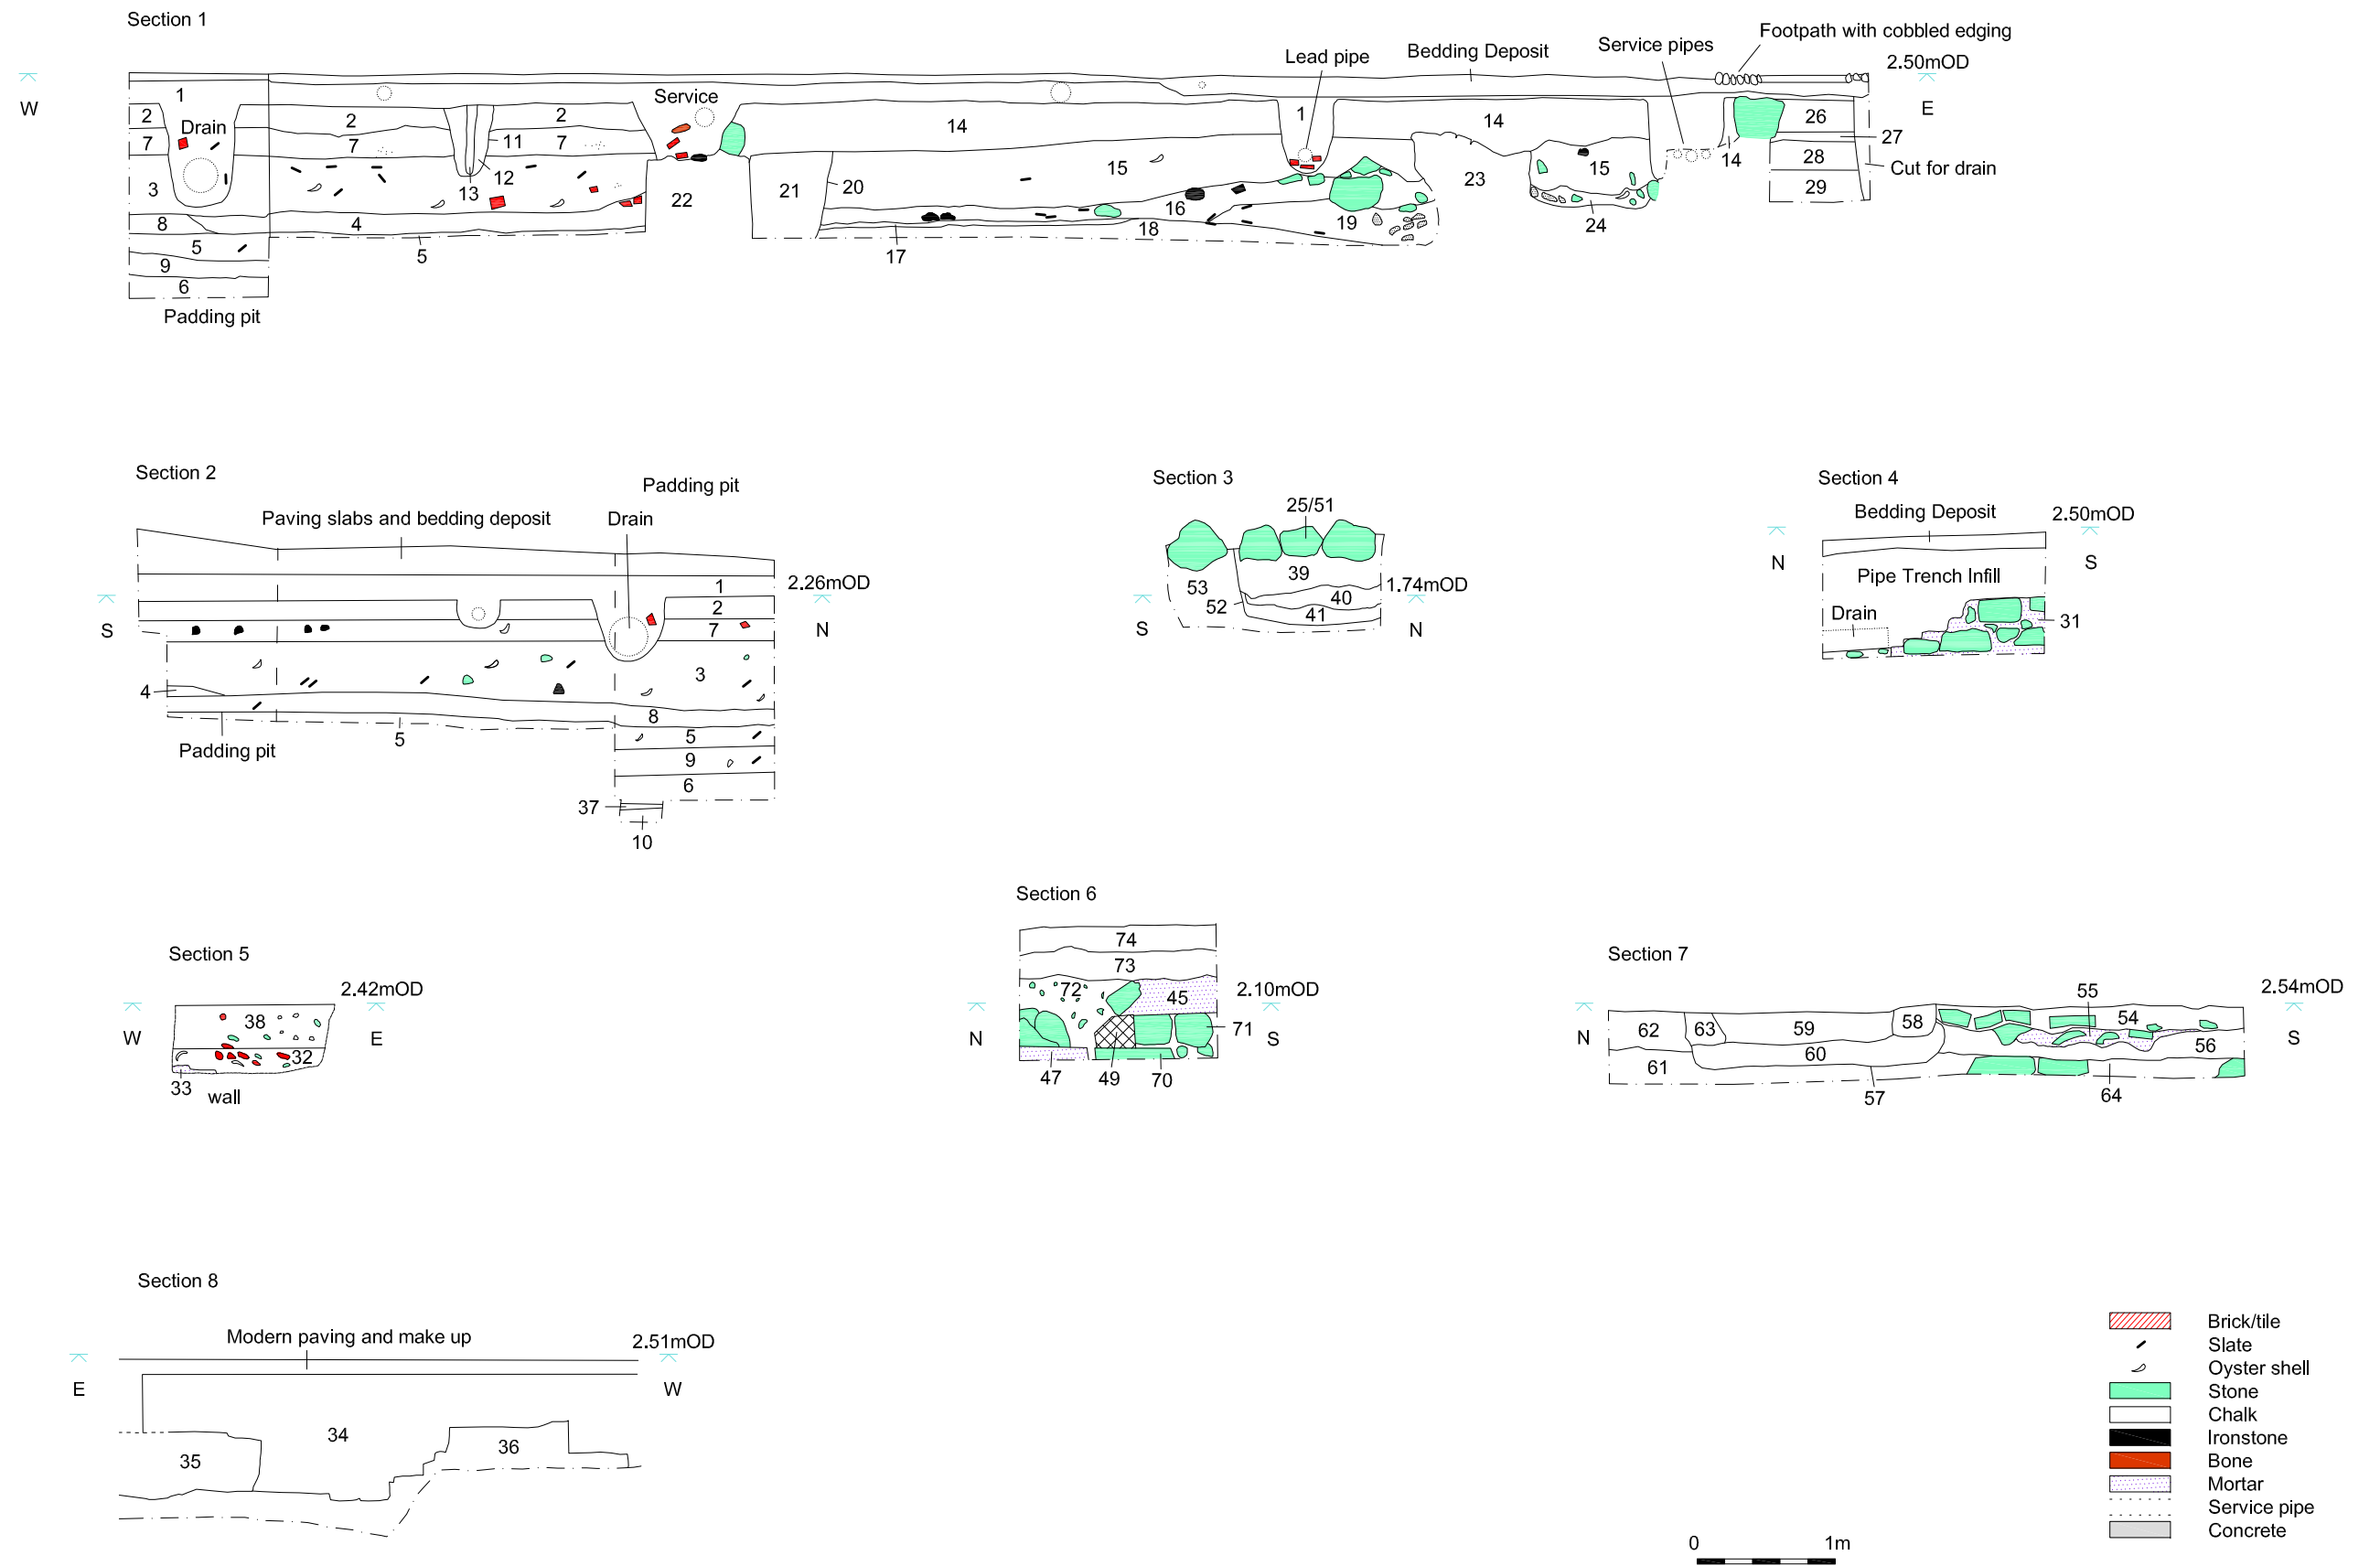 Section 1
Footpath with cobbled edging
Service pipes
Bedding Deposit
Lead pipe
2.50mOD
W
E
1
Service
2
2
2
14
1
14
26
Drain
7
7
11
7
27
15
15
14
28
Cut for drain
3
12
13
22
21
20
23
29
16
8
4
19
24
18
5
5
17
9
6
Padding pit
Section 2
Padding pit
Paving slabs and bedding deposit
Drain
1
2.26mOD
2
S
7
N
3
4
8
Padding pit
5
5
9
6
37
10
Section 3
25/51
39
53
1.74mOD
52
40
41
S
N
Section 4
Bedding Deposit
2.50mOD
N
S
Pipe Trench Infill
Drain
31
Section 5
2.42mOD
38
W
E
32
33
wall
Section 6
74
73
72
45
2.10mOD
71
N
S
47
49
70
Section 7
55
2.54mOD
62
63
59
58
54
N
S
60
56
61
57
64
Section 8
Modern paving and make up
2.51mOD
E
W
34
35
36
Brick/tile
Slate
Oyster shell
Stone
Chalk
Ironstone
Bone
Mortar
Service pipe
Concrete
0
1m